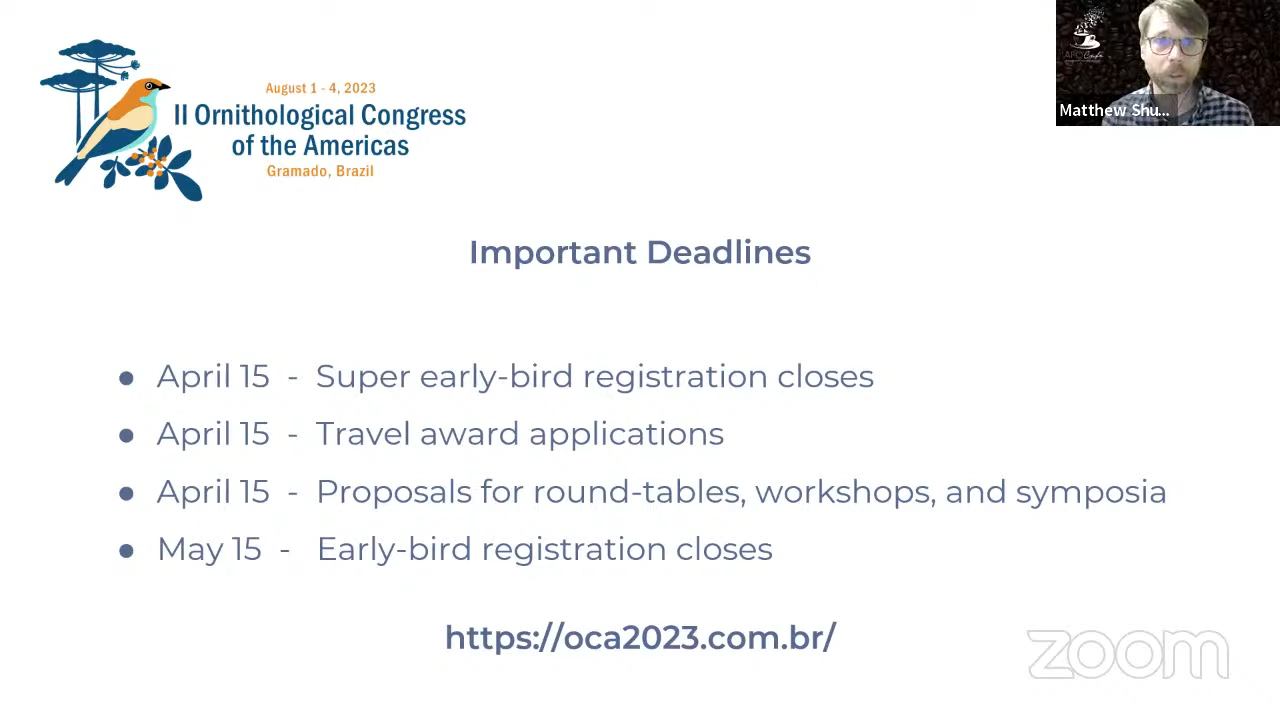 August 1 - 4, 2023
II Ornithological Congress
of the Americas
Gramado, Brazil
Matthew Shu...
Important Deadlines
● April 15 - Super early-bird registration closes
● April 15 - Travel award applications
● April 15 - Proposals for round-tables, workshops, and symposia
● May 15 - Early-bird registration closes
https://oca2023.com.br/
zoom